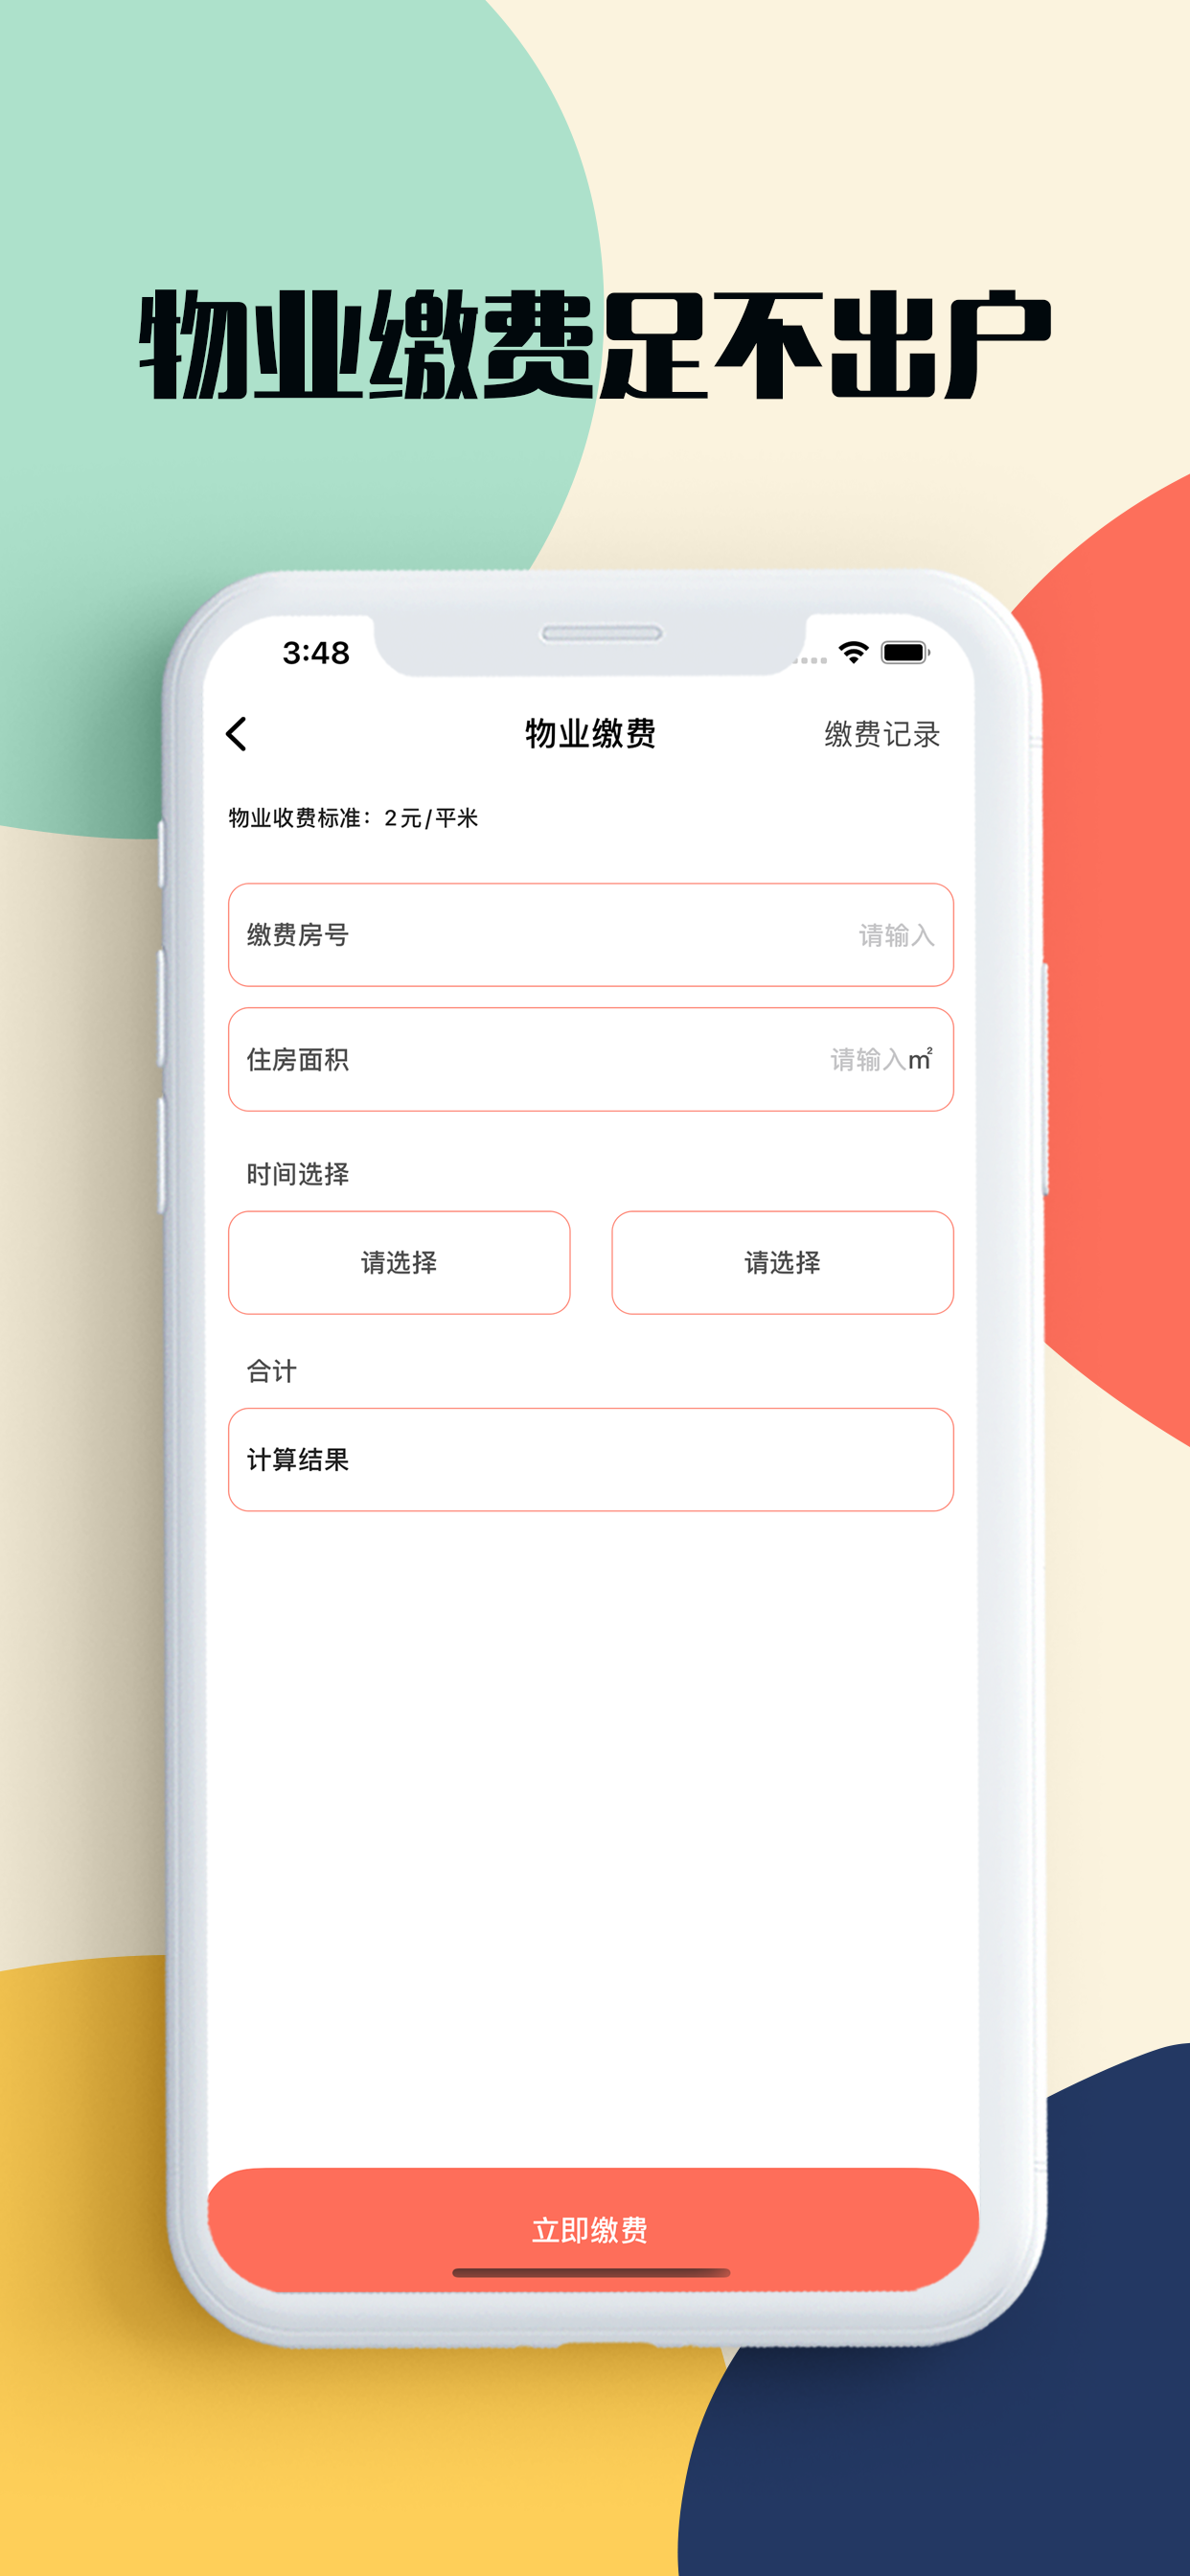 物业缴费足不出户
3:48
物业缴费 缴费记录
物业收费标准：2元/平米
缴费房号 请输入
住房面积 请输入㎡
时间选择
请选择 请选择
合计
计算结果
立即缴费